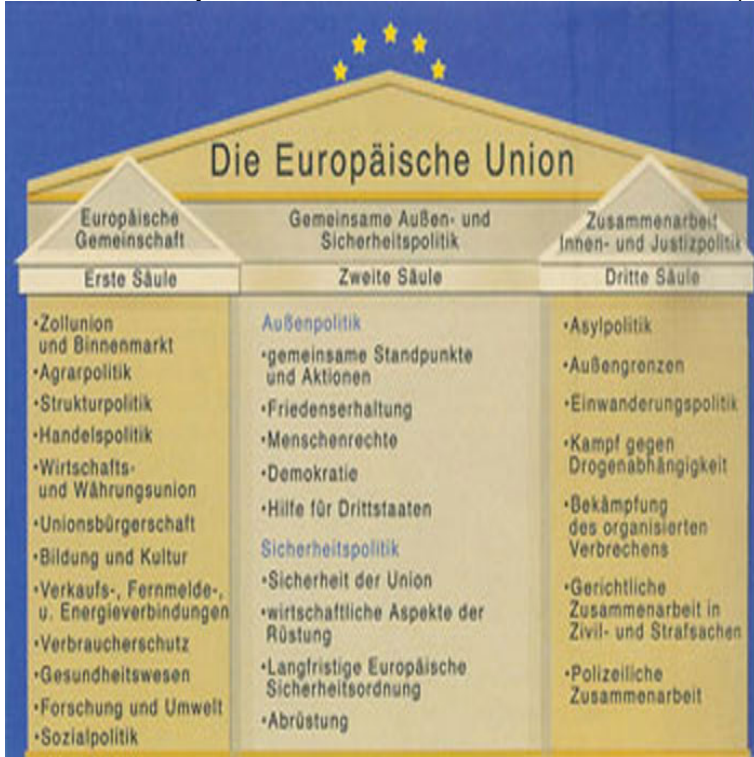 Die Europäische Union
Europäische
Gemeinschaft
Gemeinsame Außen- und
Sicherheitspolitik
Zusammenarbeit
Innen- und Justizpolitik
Erste Säule
Zweite Säule
Dritte Säule
•Zollunion
und Binnenmarkt
•Agrarpolitik
•Strukturpolitik
•Handelspolitik
•Wirtschafts-
und Währungsunion
•Unionsbürgerschaft
•Bildung und Kultur
•Verkaufs-, Fernmelde-,
u. Energieverbindungen
•Verbraucherschutz
•Gesundheitswesen
•Forschung und Umwelt
•Sozialpolitik
Außenpolitik
•gemeinsame Standpunkte
und Aktionen
•Friedenserhaltung
•Menschenrechte
•Demokratie
•Hilfe für Drittstaaten
Sicherheitspolitik
•Sicherheit der Union
•wirtschaftliche Aspekte der
Rüstung
•Langfristige Europäische
Sicherheitsordnung
•Abrüstung
•Asylpolitik
•Außengrenzen
•Einwanderungspolitik
•Kampf gegen
Drogenabhängigkeit
•Bekämpfung
des organisierten
Verbrechens
•Gerichtliche
Zusammenarbeit in
Zivil- und Strafsachen
•Polizeiliche
Zusammenarbeit